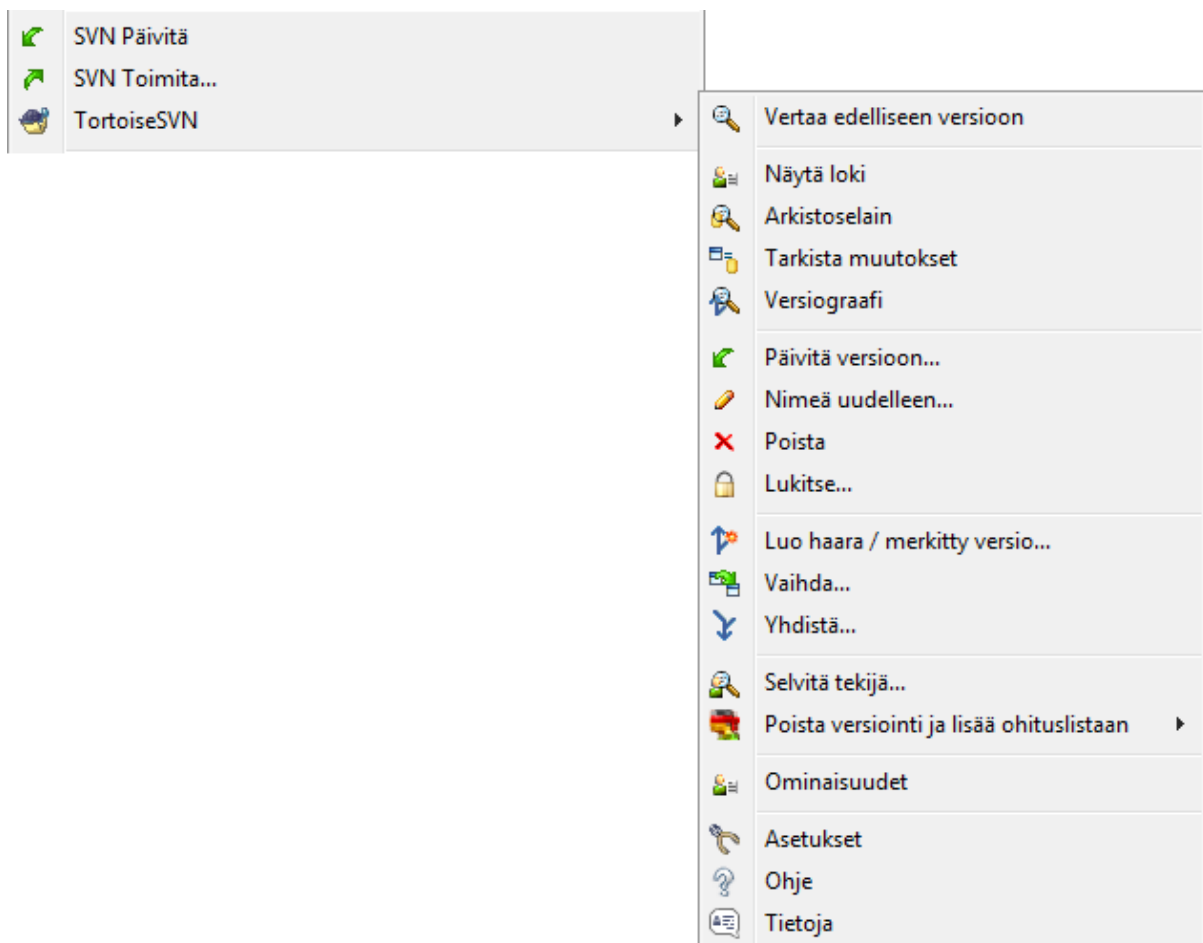 SVN Päivitä
SVN Toimita...
TortoiseSVN
Vertaa edelliseen versioon
Näytä loki
Arkistoselain
Tarkista muutokset
Versiograafi
Päivitä versioon...
Nimeä uudelleen...
Poista
Lukitse...
Luo haara / merkitty versio...
Vaihda...
Yhdistä...
Selvitä tekijä...
Poista versiointi ja lisää ohituslistaan
Ominaisuudet
Asetukset
Ohje
Tietoja